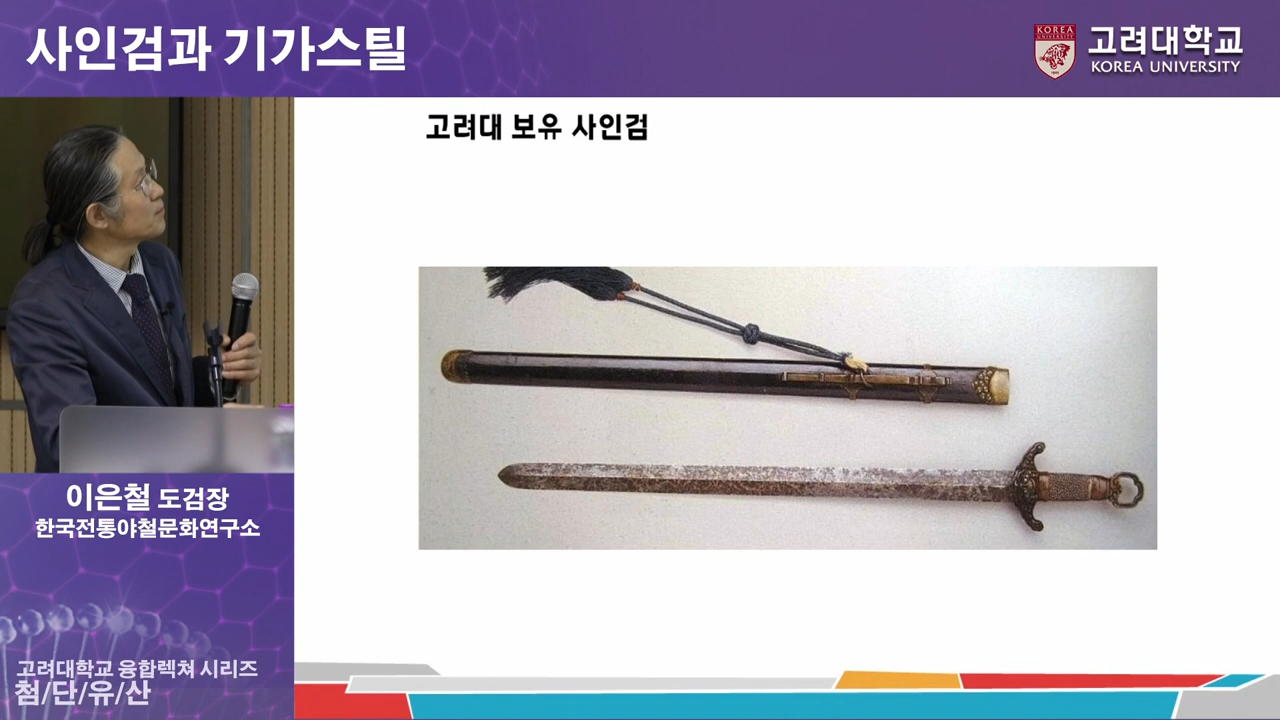 사인검과 기가스틸
KOREA
UNIVERSITY
고려대학교
KOREA UNIVERSITY
고려대 보유 사인검
이은철 도검장
한국전통야철문화연구소
고려대학교 융합렉쳐 시리즈
첨/단/유/산